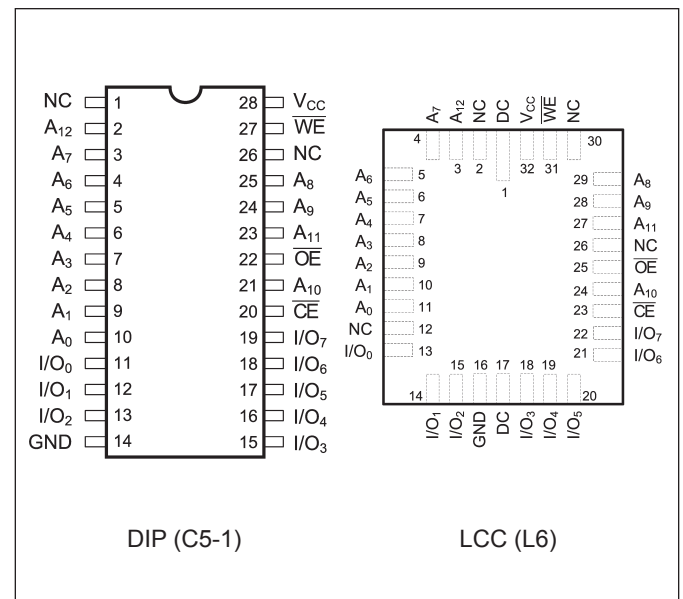 NC 1 28 VCC
A12 2 27 WE
A7 3 26 NC
A6 4 25 A8
A5 5 24 A9
A4 6 23 A11
A3 7 22 OE
A2 8 21 A10
A1 9 20 CE
A0 10 19 I/O7
I/O0 11 18 I/O6
I/O1 12 17 I/O5
I/O2 13 16 I/O4
GND 14 15 I/O3
DIP (C5-1)
A7 A12 NC DC VCC WE NC
4 3 2 1 32 31 30
A6 5 29 A8
A5 6 28 A9
A4 7 27 A11
A3 8 26 NC
A2 9 25 OE
A1 10 24 A10
A0 11 23 CE
NC 12 22 I/O7
I/O0 13 21 I/O6
14 15 16 17 18 19 20
I/O1 I/O2 GND DC I/O3 I/O4 I/O5
LCC (L6)